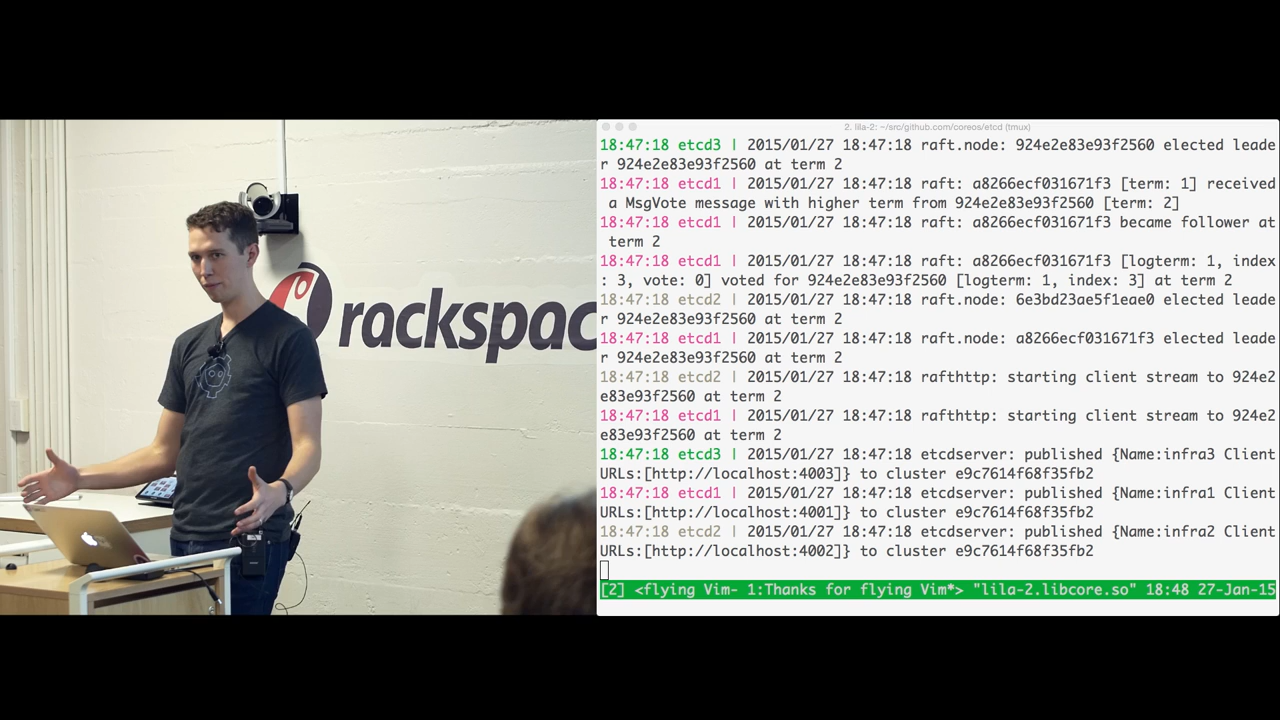 rackspac
2. lila-2: ~/src/github.com/coreos/etcd (tmux)
18:47:18 etcd3 | 2015/01/27 18:47:18 raft.node: 924e2e83e93f2560 elected leade
r 924e2e83e93f2560 at term 2
18:47:18 etcd1 | 2015/01/27 18:47:18 raft: a8266ecf031671f3 [term: 1] received
a MsgVote message with higher term from 924e2e83e93f2560 [term: 2]
18:47:18 etcd1 | 2015/01/27 18:47:18 raft: a8266ecf031671f3 became follower at
term 2
18:47:18 etcd1 | 2015/01/27 18:47:18 raft: a8266ecf031671f3 [logterm: 1, index
: 3, vote: 0] voted for 924e2e83e93f2560 [logterm: 1, index: 3] at term 2
18:47:18 etcd2 | 2015/01/27 18:47:18 raft.node: 6e3bd23ae5f1eae0 elected leade
r 924e2e83e93f2560 at term 2
18:47:18 etcd1 | 2015/01/27 18:47:18 raft.node: a8266ecf031671f3 elected leade
r 924e2e83e93f2560 at term 2
18:47:18 etcd2 | 2015/01/27 18:47:18 rafthttp: starting client stream to 924e2
e83e93f2560 at term 2
18:47:18 etcd1 | 2015/01/27 18:47:18 rafthttp: starting client stream to 924e2
e83e93f2560 at term 2
18:47:18 etcd3 | 2015/01/27 18:47:18 etcdserver: published {Name:infra3 Client
URLs:[http://localhost:4003]} to cluster e9c7614f68f35fb2
18:47:18 etcd1 | 2015/01/27 18:47:18 etcdserver: published {Name:infra1 Client
URLs:[http://localhost:4001]} to cluster e9c7614f68f35fb2
18:47:18 etcd2 | 2015/01/27 18:47:18 etcdserver: published {Name:infra2 Client
URLs:[http://localhost:4002]} to cluster e9c7614f68f35fb2
[2] <flying Vim- 1:Thanks for flying Vim*> "lila-2.libcore.so" 18:48 27-Jan-15